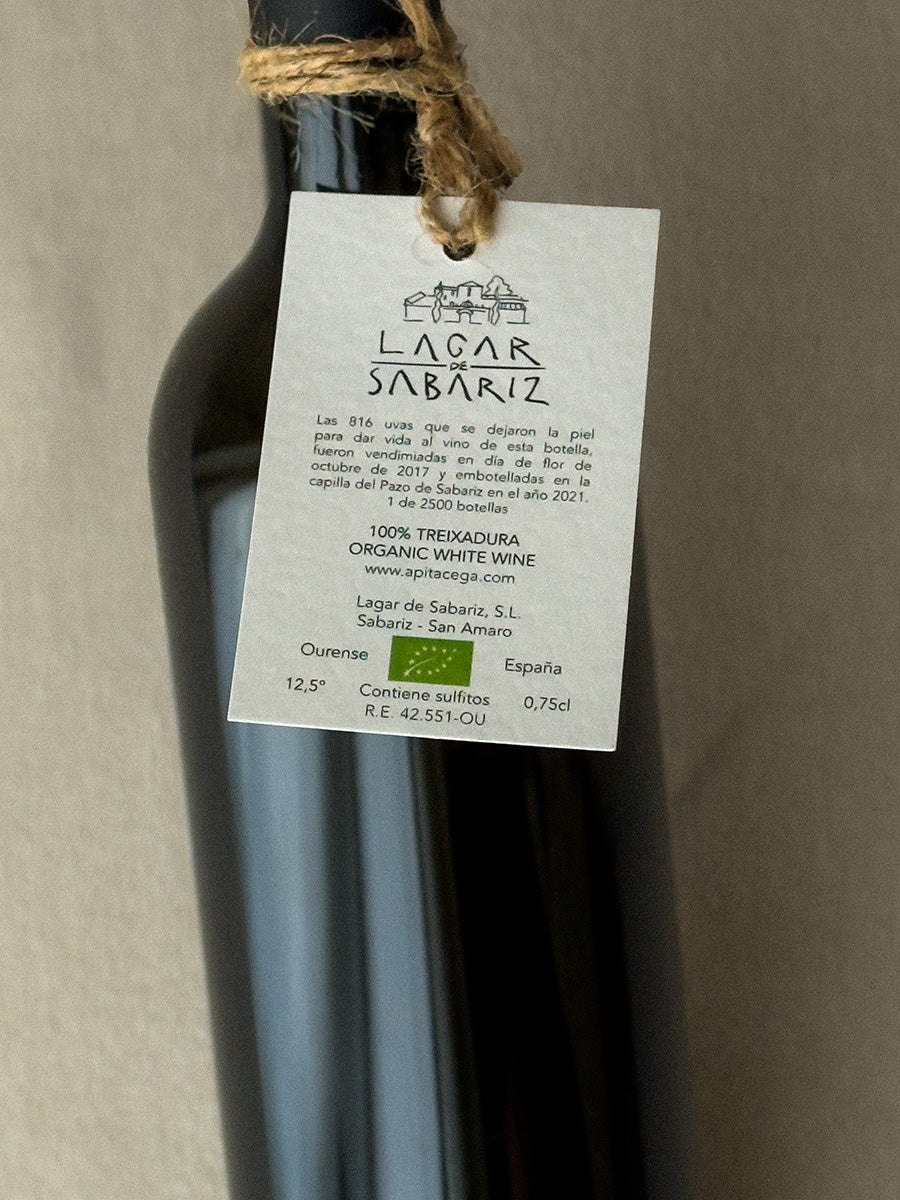 LAGAR
DE
SABARIZ
Las 816 uvas que se dejaron la piel
para dar vida al vino de esta botella,
fueron vendimiadas en día de flor de
octubre de 2017 y embotelladas en la
capilla del Pazo de Sabariz en el año 2021.
1 de 2500 botellas
100% TREIXADURA
ORGANIC WHITE WINE
www.apitacega.com
Lagar de Sabariz, S.L.
Sabariz - San Amaro
Ourense España
12,5° Contiene sulfitos 0,75cl
R.E. 42.551-OU